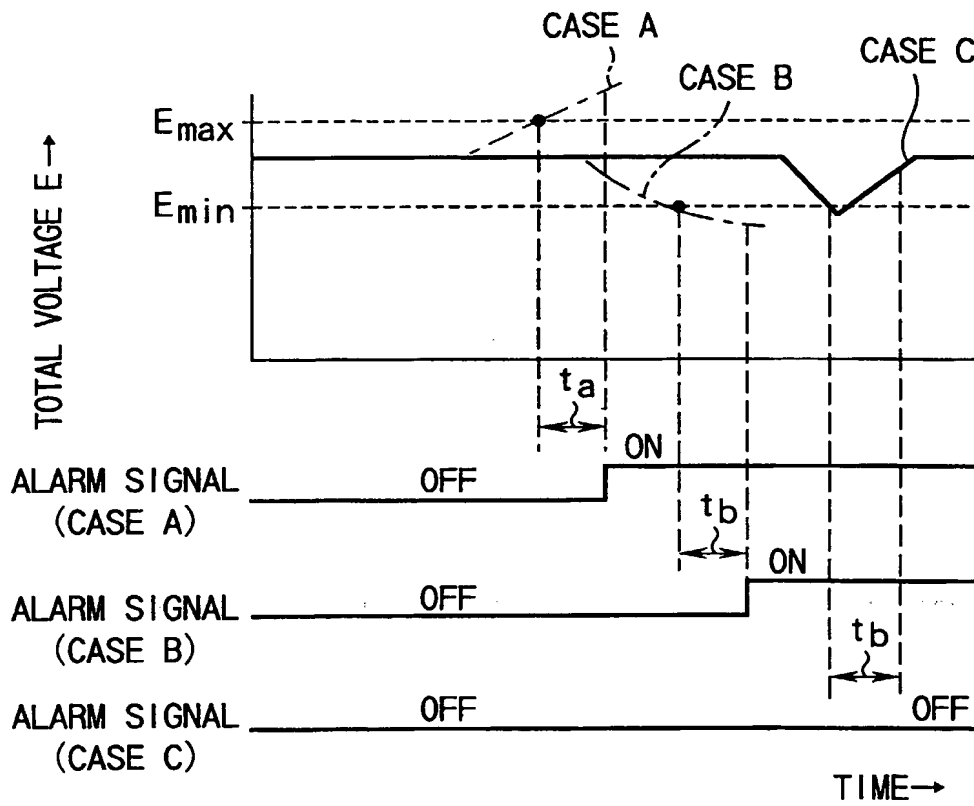 CASE A
CASE B
CASE C
TOTAL VOLTAGE E→
Emax
Emin
ta
ON
OFF
ALARM SIGNAL
(CASE A)
tb
ON
OFF
ALARM SIGNAL
(CASE B)
tb
OFF
OFF
ALARM SIGNAL
(CASE C)
TIME→